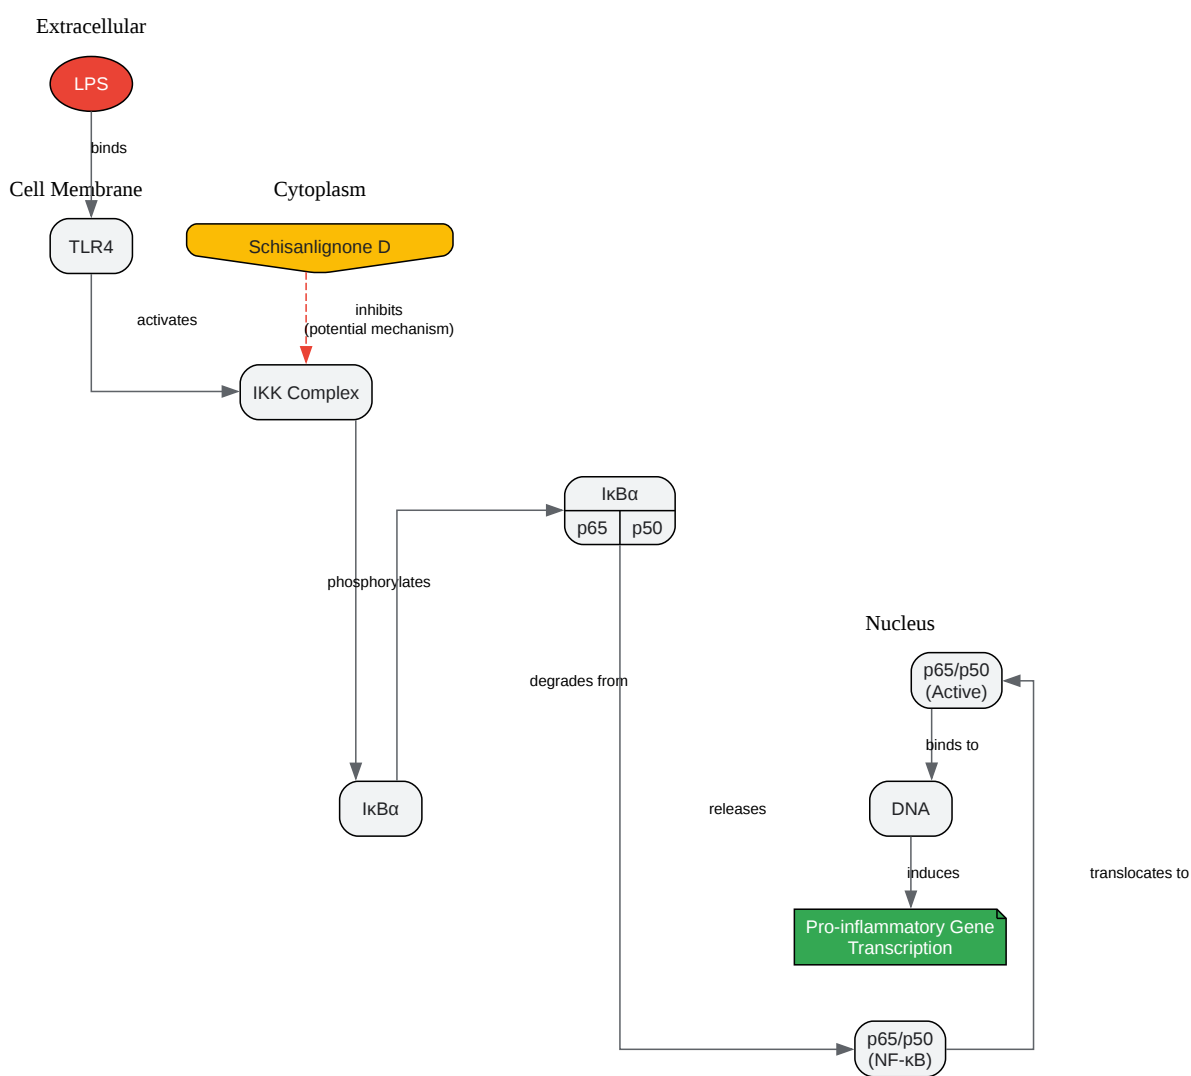 Extracellular
LPS
binds
Cell Membrane
Cytoplasm
TLR4
Schisanlignone D
activates
inhibits
(potential mechanism)
IKK Complex
IκBα
p65
p50
phosphorylates
Nucleus
p65/p50
(Active)
degrades from
binds to
IκBα
releases
DNA
induces
translocates to
Pro-inflammatory Gene
Transcription
p65/p50
(NF-κB)